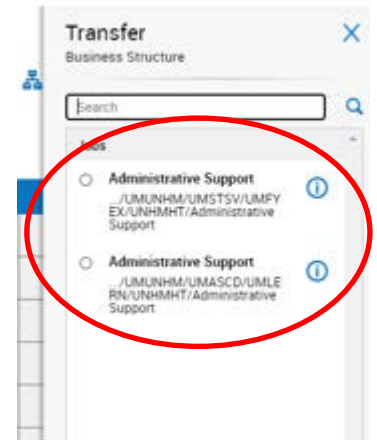 Transfer
Business Structure
Search
Jobs
Administrative Support
.../UMUNHM/UMSTSV/UMFY
EX/UNHMHT/Administrative
Support
Administrative Support
.../UMUNHM/UMASCD/UMLE
RN/UNHMHT/Administrative
Support